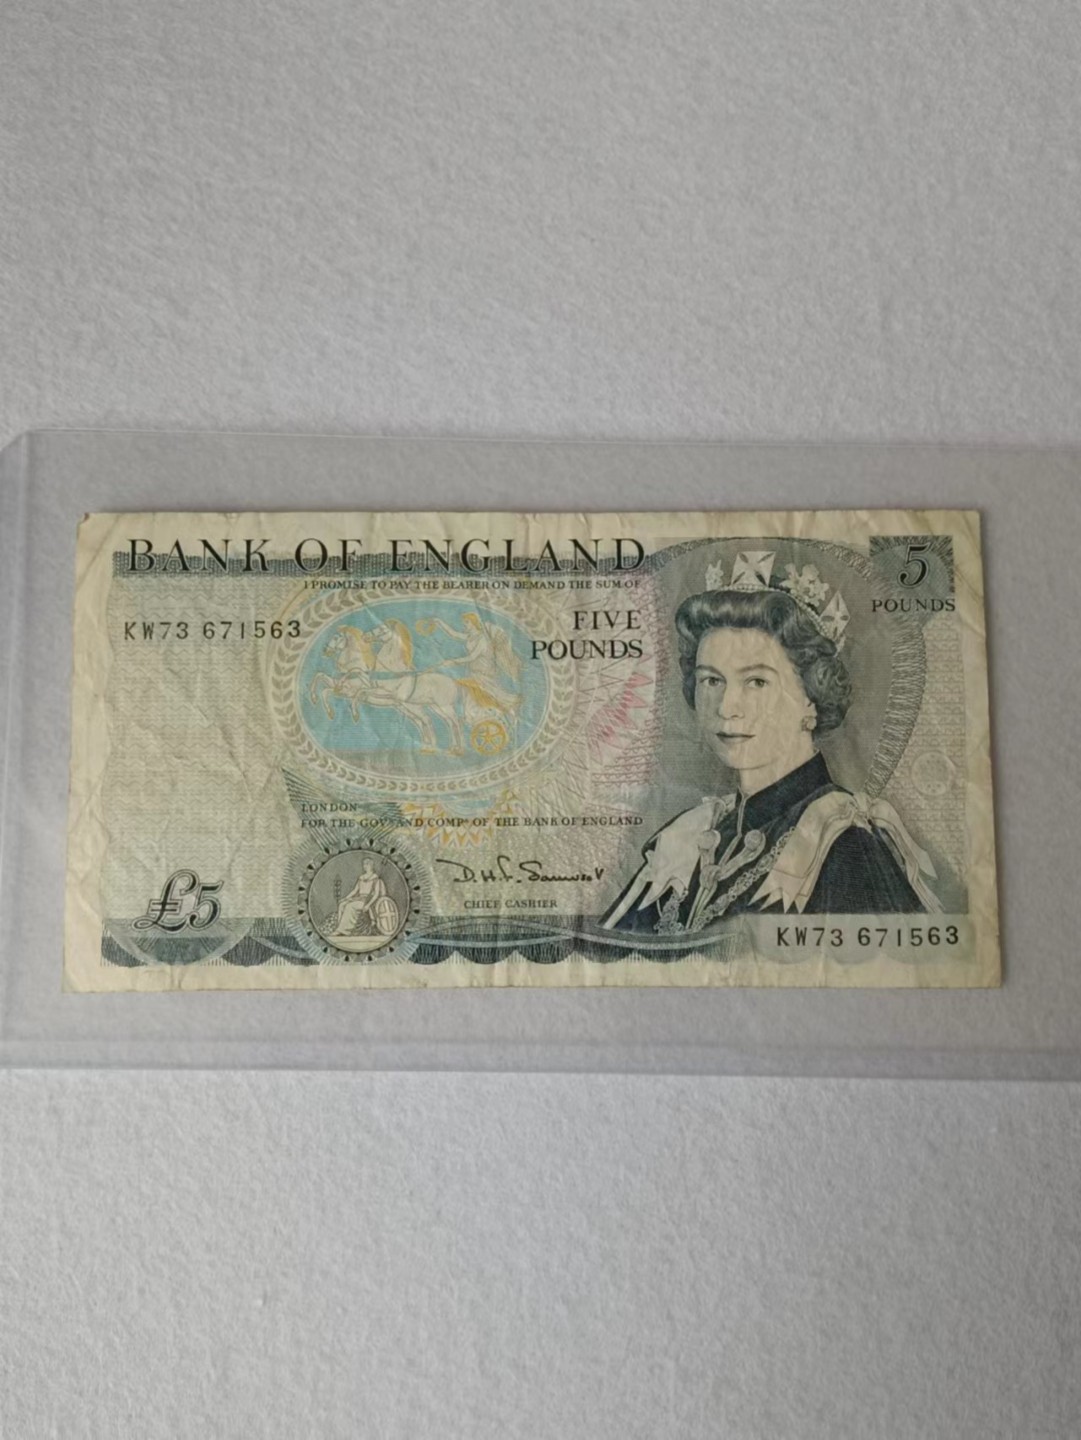 BANK OF ENGLAND
I PROMISE TO PAY THE BEARER ON DEMAND THE SUM OF
FIVE
POUNDS
5
POUNDS
KW73 671563
LONDON
FOR THE GOVR AND COMPA OF THE BANK OF ENGLAND
D.H.F. Somerset
CHIEF CASHIER
£5
KW73 671563